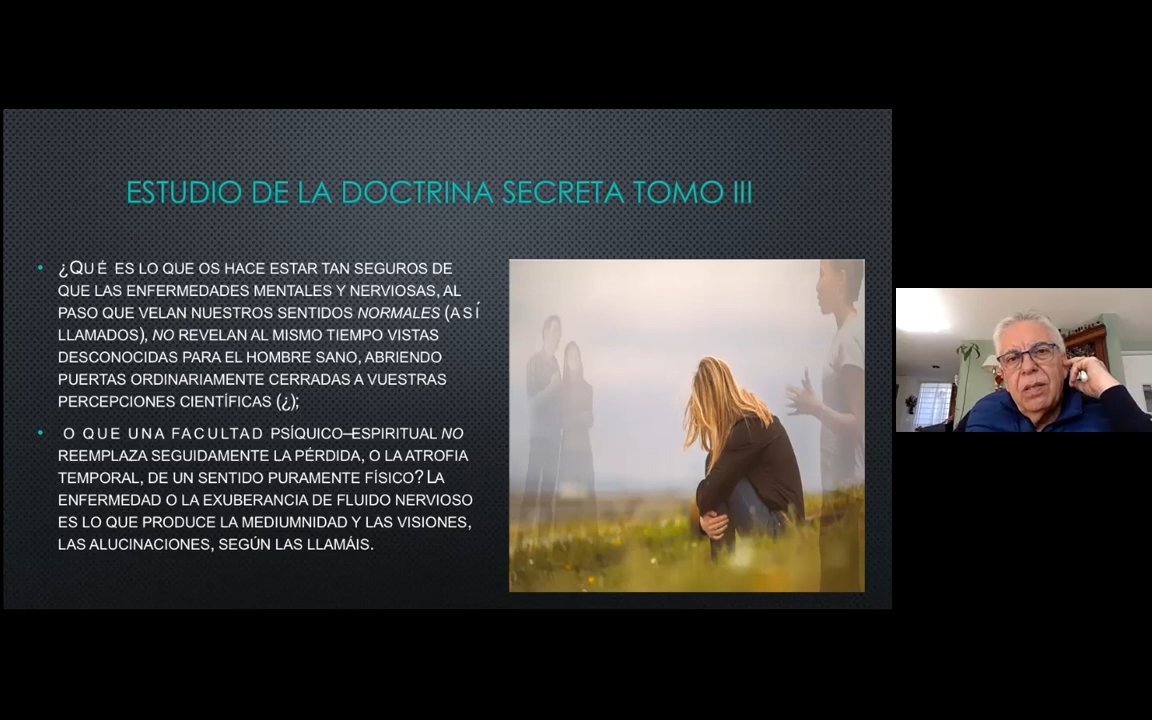 ESTUDIO DE LA DOCTRINA SECRETA TOMO III
• ¿QUÉ ES LO QUE OS HACE ESTAR TAN SEGUROS DE
QUE LAS ENFERMEDADES MENTALES Y NERVIOSAS, AL
PASO QUE VELAN NUESTROS SENTIDOS NORMALES (ASÍ
LLAMADOS), NO REVELAN AL MISMO TIEMPO VISTAS
DESCONOCIDAS PARA EL HOMBRE SANO, ABRIENDO
PUERTAS ORDINARIAMENTE CERRADAS A VUESTRAS
PERCEPCIONES CIENTÍFICAS (¿);
• O QUE UNA FACULTAD PSÍQUICO–ESPIRITUAL NO
REEMPLAZA SEGUIDAMENTE LA PÉRDIDA, O LA ATROFIA
TEMPORAL, DE UN SENTIDO PURAMENTE FÍSICO? LA
ENFERMEDAD O LA EXUBERANCIA DE FLUIDO NERVIOSO
ES LO QUE PRODUCE LA MEDIUMNIDAD Y LAS VISIONES,
LAS ALUCINACIONES, SEGÚN LAS LLAMÁIS.